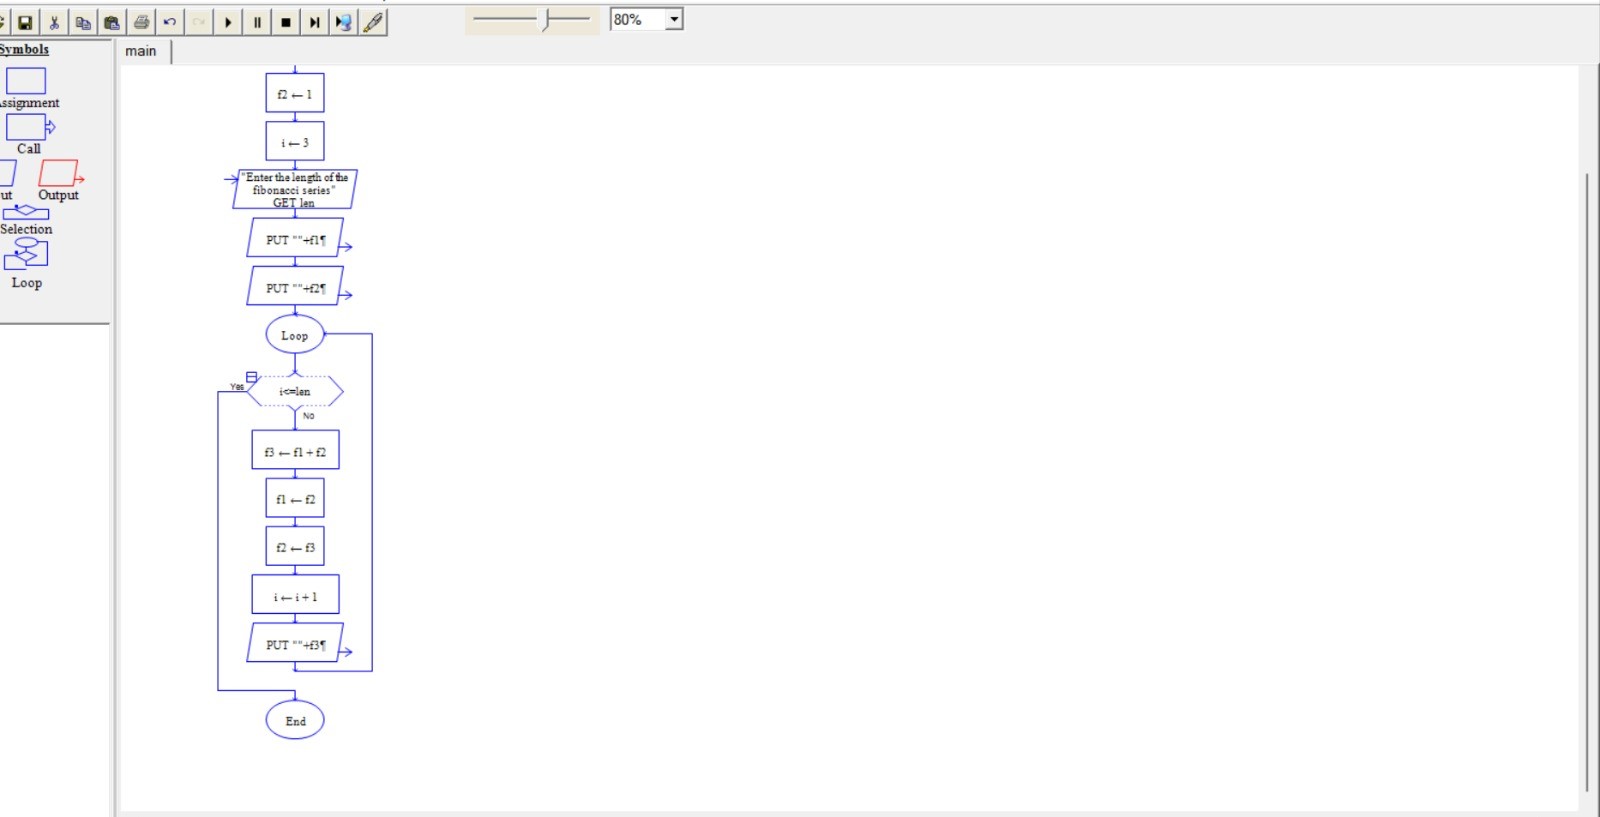 80%
Symbols
main
Assignment
Call
Output
Selection
Loop
f2 ← 1
i ← 3
"Enter the length of the
fibonacci series"
GET len
PUT ""+f1¶
PUT ""+f2¶
Loop
Yes
i<=len
No
f3 ← f1 + f2
f1 ← f2
f2 ← f3
i ← i + 1
PUT ""+f3¶
End